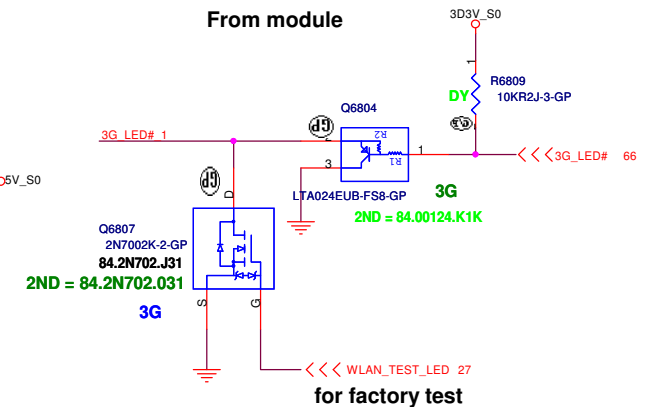 From module
3D3V_S0
1
R6809
DY
10KR2J-3-GP
Q6804
GP
R2
R1
3G_LED#_1
1
3
3G_LED# 66
5V_S0
GP
D
LTA024EUB-FS8-GP
3G
2ND = 84.00124.K1K
Q6807
2N7002K-2-GP
84.2N702.J31
2ND = 84.2N702.031
3G
S
G
WLAN_TEST_LED 27
for factory test